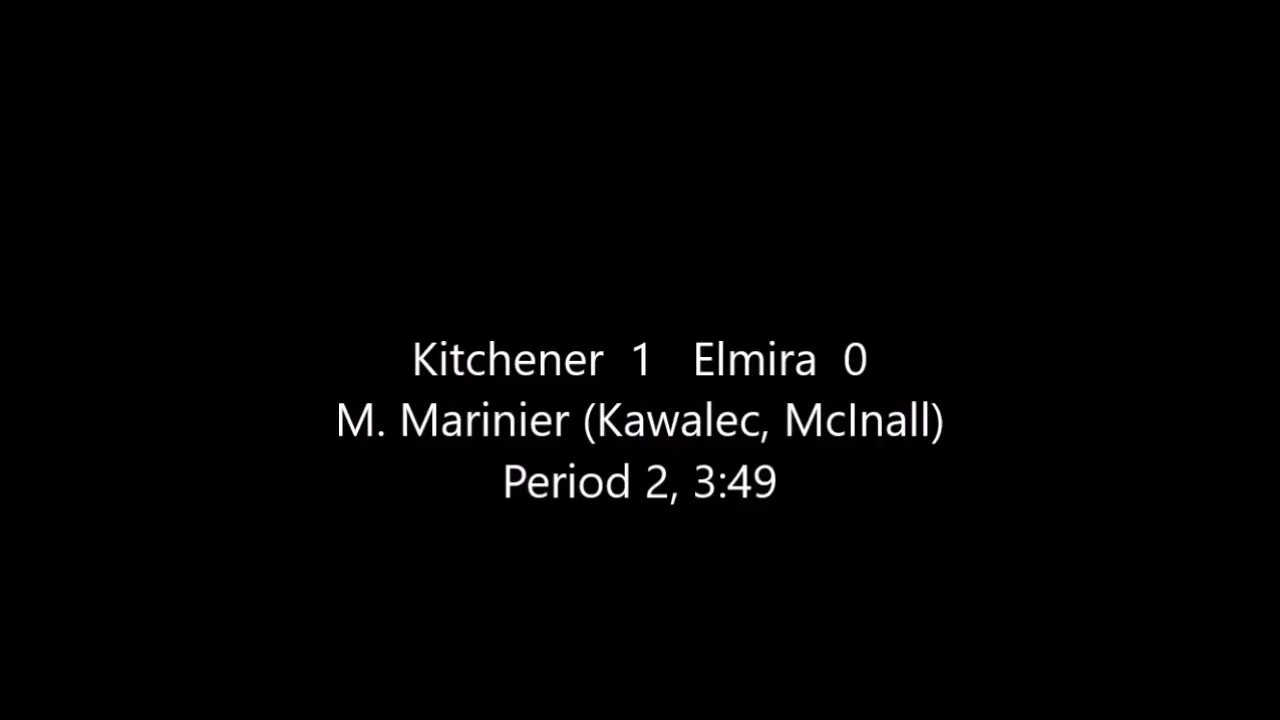 Kitchener 1 Elmira 0
M. Marinier (Kawalec, McInall)
Period 2, 3:49